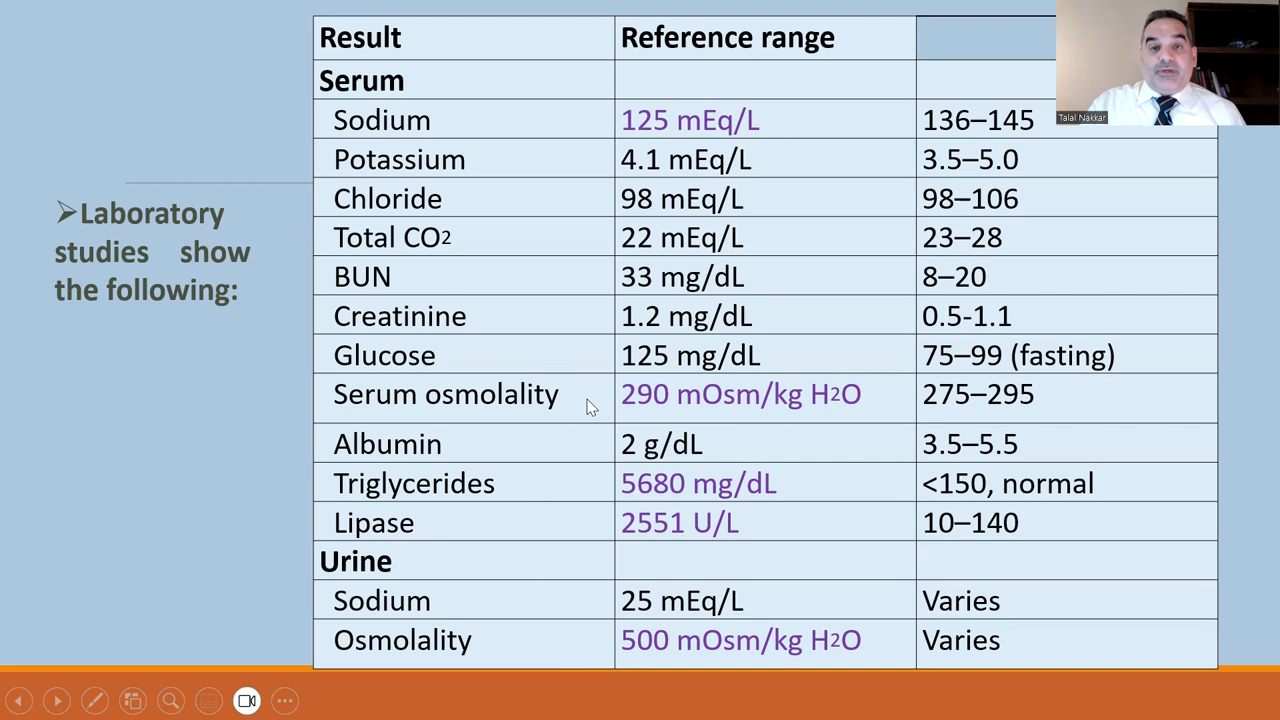 Result Reference range
Serum
Sodium 125 mEq/L 136–145
Potassium 4.1 mEq/L 3.5–5.0
Chloride 98 mEq/L 98–106
Total CO2 22 mEq/L 23–28
BUN 33 mg/dL 8–20
Creatinine 1.2 mg/dL 0.5-1.1
Glucose 125 mg/dL 75–99 (fasting)
Serum osmolality 290 mOsm/kg H2O 275–295
Albumin 2 g/dL 3.5–5.5
Triglycerides 5680 mg/dL <150, normal
Lipase 2551 U/L 10–140
Urine
Sodium 25 mEq/L Varies
Osmolality 500 mOsm/kg H2O Varies
➢Laboratory
studies show
the following:
Talal Nakkar